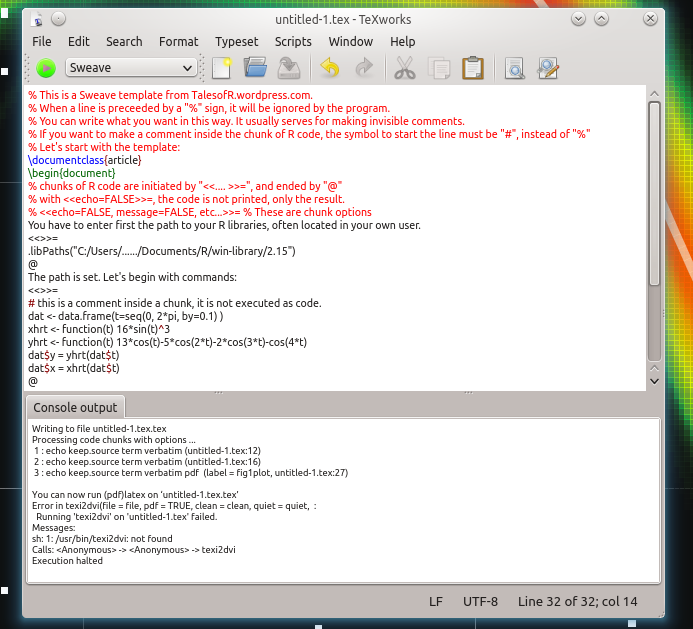 untitled-1.tex - TeXworks
File Edit Search Format Typeset Scripts Window Help
Sweave
% This is a Sweave template from TalesofR.wordpress.com.
% When a line is preceeded by a "%" sign, it will be ignored by the program.
% You can write what you want in this way. It usually serves for making invisible comments.
% If you want to make a comment inside the chunk of R code, the symbol to start the line must be "#", instead of "%"
% Let's start with the template:
\documentclass{article}
\begin{document}
% chunks of R code are initiated by "<<.... >>=", and ended by "@"
% with <<echo=FALSE>>=, the code is not printed, only the result.
% <<echo=FALSE, message=FALSE, etc...>>= % These are chunk options
You have to enter first the path to your R libraries, often located in your own user.
<<>>=
.libPaths("C:/Users/....../Documents/R/win-library/2.15")
@
The path is set. Let's begin with commands:
<<>>=
# this is a comment inside a chunk, it is not executed as code.
dat <- data.frame(t=seq(0, 2*pi, by=0.1) )
xhrt <- function(t) 16*sin(t)^3
yhrt <- function(t) 13*cos(t)-5*cos(2*t)-2*cos(3*t)-cos(4*t)
dat$y = yhrt(dat$t)
dat$x = xhrt(dat$t)
@
Console output
Writing to file untitled-1.tex.tex
Processing code chunks with options ...
1 : echo keep.source term verbatim (untitled-1.tex:12)
2 : echo keep.source term verbatim (untitled-1.tex:16)
3 : echo keep.source term verbatim pdf (label = fig1plot, untitled-1.tex:27)
You can now run (pdf)latex on 'untitled-1.tex.tex'
Error in texi2dvi(file = file, pdf = TRUE, clean = clean, quiet = quiet, :
Running 'texi2dvi' on 'untitled-1.tex' failed.
Messages:
sh: 1: /usr/bin/texi2dvi: not found
Calls: <Anonymous> -> <Anonymous> -> texi2dvi
Execution halted
LF UTF-8 Line 32 of 32; col 14